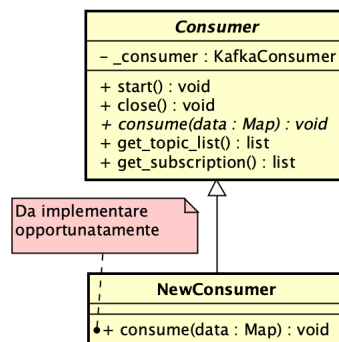 Consumer
- _consumer : KafkaConsumer
+ start() : void
+ close() : void
+ consume(data : Map) : void
+ get_topic_list() : list
+ get_subscription() : list
Da implementare
opportunatamente
NewConsumer
+ consume(data : Map) : void